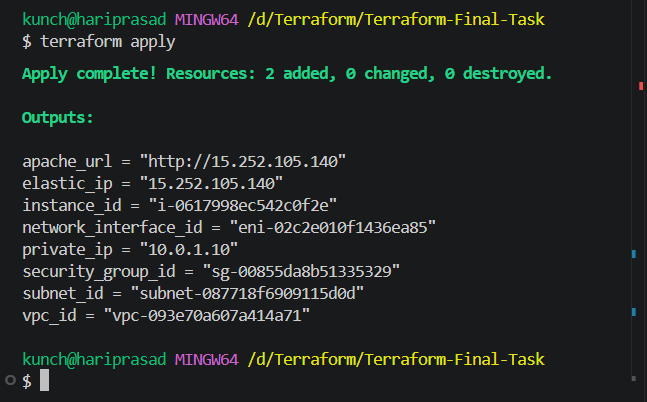 kunch@hariprasad MINGW64 /d/Terraform/Terraform-Final-Task
$ terraform apply
Apply complete! Resources: 2 added, 0 changed, 0 destroyed.
Outputs:
apache_url = "http://15.252.105.140"
elastic_ip = "15.252.105.140"
instance_id = "i-0617998ec542c0f2e"
network_interface_id = "eni-02c2e010f1436ea85"
private_ip = "10.0.1.10"
security_group_id = "sg-00855da8b51335329"
subnet_id = "subnet-087718f6909115d0d"
vpc_id = "vpc-093e70a607a414a71"
kunch@hariprasad MINGW64 /d/Terraform/Terraform-Final-Task
$